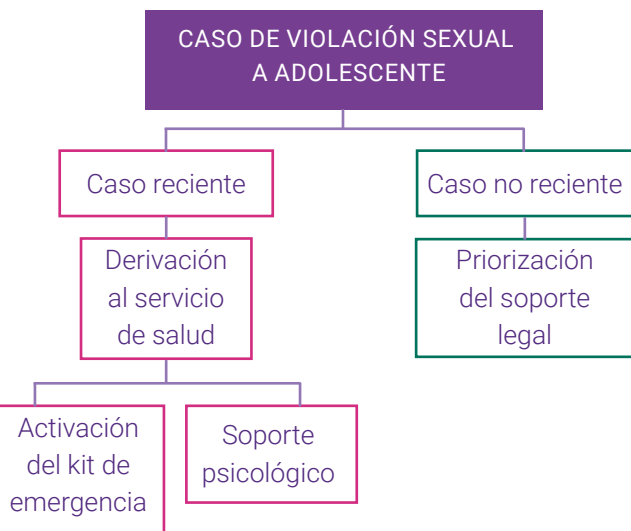 CASO DE VIOLACIÓN SEXUAL
A ADOLESCENTE
Caso reciente
Caso no reciente
Derivación
al servicio
de salud
Priorización
del soporte
legal
Activación
del kit de
emergencia
Soporte
psicológico